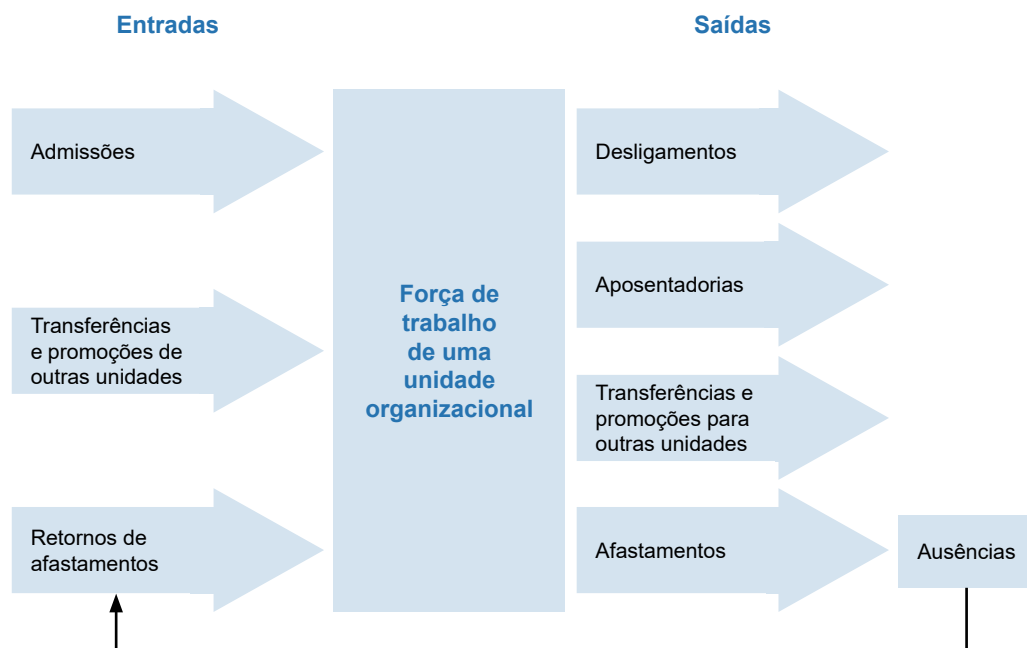 Entradas
Saídas
Admissões
Transferências
e promoções de
outras unidades
Retornos de
afastamentos
Força de
trabalho
de uma
unidade
organizacional
Desligamentos
Aposentadorias
Transferências e
promoções para
outras unidades
Afastamentos
Ausências